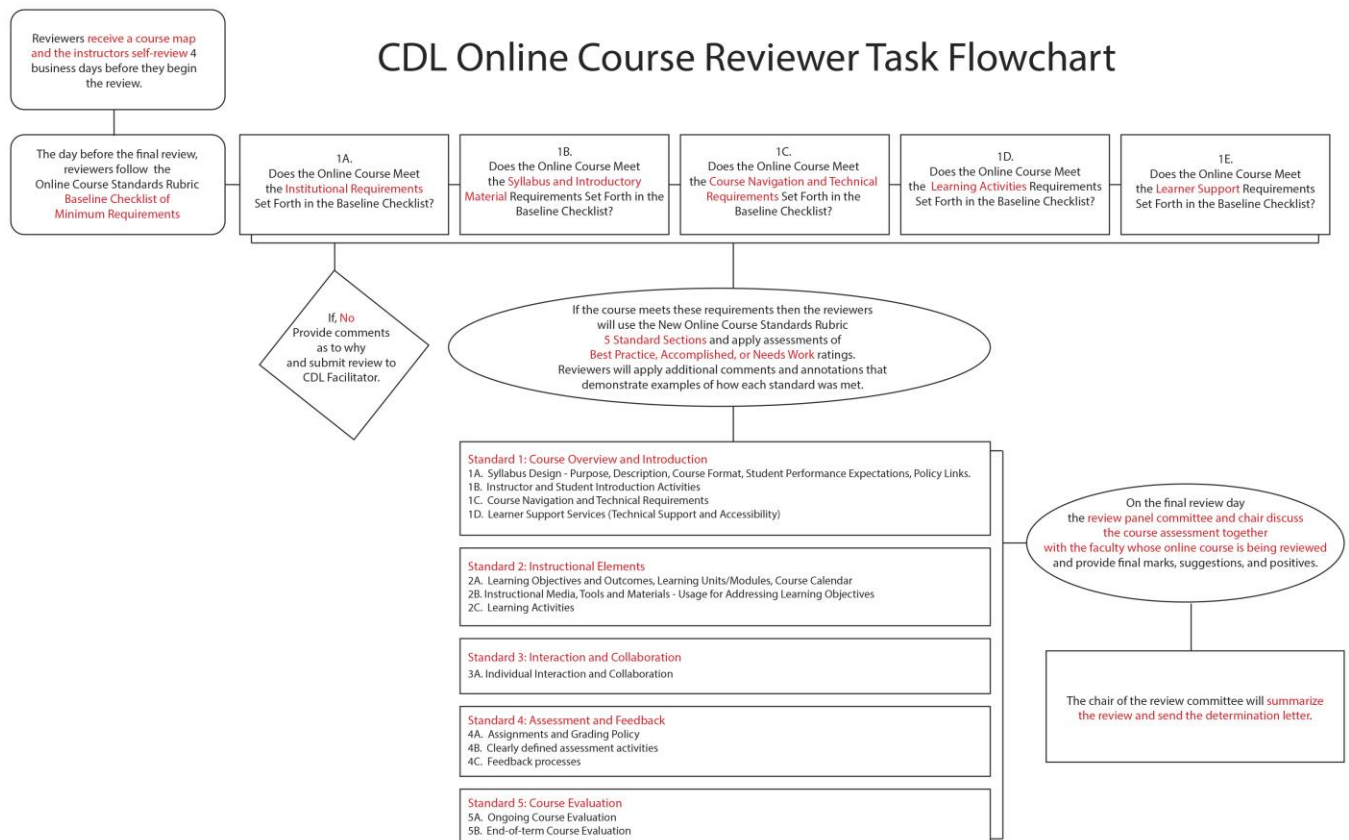 CDL Online Course Reviewer Task Flowchart
Reviewers receive a course map
and the instructors self-review 4
business days before they begin
the review.
The day before the final review,
reviewers follow the
Online Course Standards Rubric
Baseline Checklist of
Minimum Requirements
1A.
Does the Online Course Meet
the Institutional Requirements
Set Forth in the Baseline Checklist?
1B.
Does the Online Course Meet
the Syllabus and Introductory
Material Requirements Set Forth in the
Baseline Checklist?
1C.
Does the Online Course Meet
the Course Navigation and Technical
Requirements Set Forth in the
Baseline Checklist?
1D.
Does the Online Course Meet
the Learning Activities Requirements
Set Forth in the Baseline Checklist?
1E.
Does the Online Course Meet
the Learner Support Requirements
Set Forth in the Baseline Checklist?
If, No
Provide comments
as to why
and submit review to
CDL Facilitator.
If the course meets these requirements then the reviewers
will use the New Online Course Standards Rubric
5 Standard Sections and apply assessments of
Best Practice, Accomplished, or Needs Work ratings.
Reviewers will apply additional comments and annotations that
demonstrate examples of how each standard was met.
Standard 1: Course Overview and Introduction
1A. Syllabus Design - Purpose, Description, Course Format, Student Performance Expectations, Policy Links.
1B. Instructor and Student Introduction Activities
1C. Course Navigation and Technical Requirements
1D. Learner Support Services (Technical Support and Accessibility)
Standard 2: Instructional Elements
2A. Learning Objectives and Outcomes, Learning Units/Modules, Course Calendar
2B. Instructional Media, Tools and Materials - Usage for Addressing Learning Objectives
2C. Learning Activities
Standard 3: Interaction and Collaboration
3A. Individual Interaction and Collaboration
Standard 4: Assessment and Feedback
4A. Assignments and Grading Policy
4B. Clearly defined assessment activities
4C. Feedback processes
Standard 5: Course Evaluation
5A. Ongoing Course Evaluation
5B. End-of-term Course Evaluation
On the final review day
the review panel committee and chair discuss
the course assessment together
with the faculty whose online course is being reviewed
and provide final marks, suggestions, and positives.
The chair of the review committee will summarize
the review and send the determination letter.